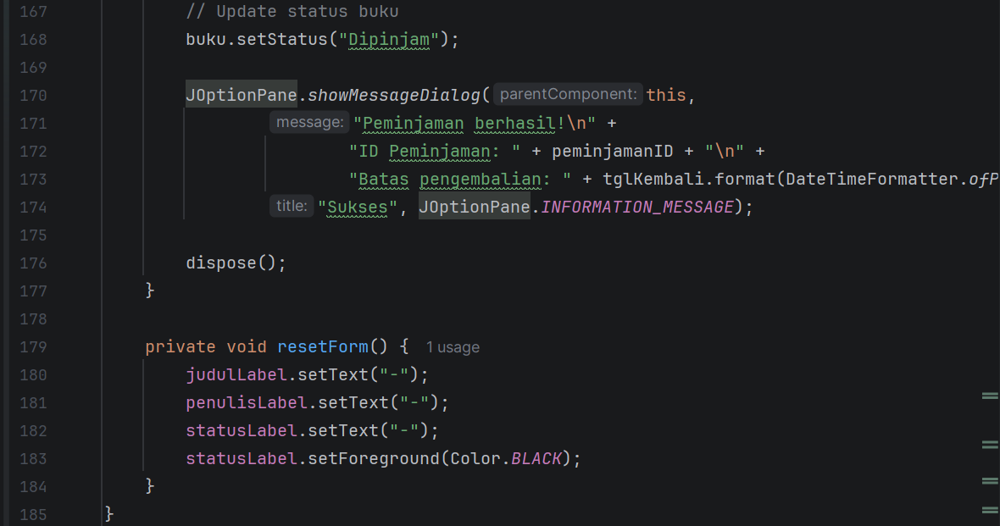 167 // Update status buku
168 buku.setStatus("Dipinjam");
169
170 JOptionPane.showMessageDialog( parentComponent: this,
171 message: "Peminjaman berhasil!\n" +
172 "ID Peminjaman: " + peminjamanID + "\n" +
173 "Batas pengembalian: " + tglKembali.format(DateTimeFormatter.ofP
174 title: "Sukses", JOptionPane.INFORMATION_MESSAGE);
175
176 dispose();
177 }
178
179 private void resetForm() { 1 usage
180 judulLabel.setText("-");
181 penulisLabel.setText("-");
182 statusLabel.setText("-");
183 statusLabel.setForeground(Color.BLACK);
184 }
185 }